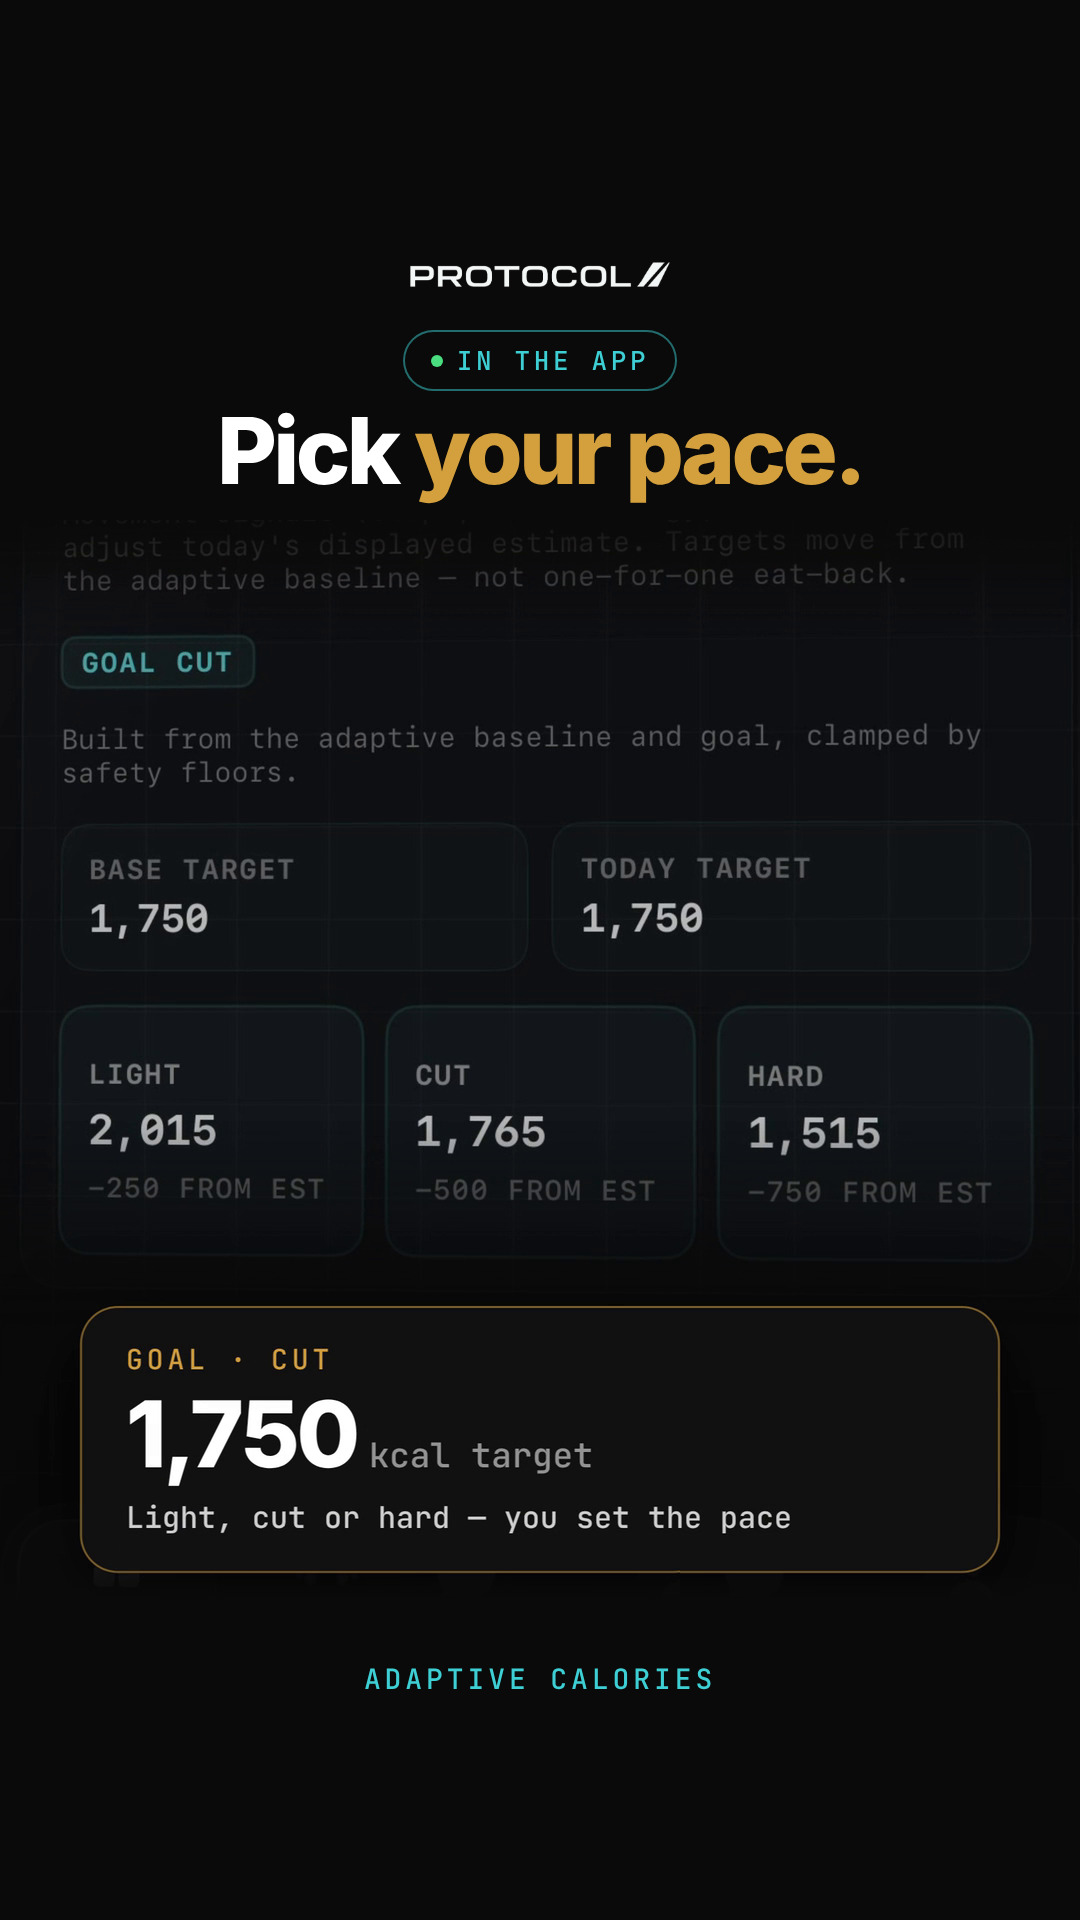 PROTOCOL
IN THE APP
Pick your pace.
adjust today's displayed estimate. Targets move from
the adaptive baseline — not one-for-one eat-back.
GOAL CUT
Built from the adaptive baseline and goal, clamped by
safety floors.
BASE TARGET
1,750
TODAY TARGET
1,750
LIGHT
2,015
-250 FROM EST
CUT
1,765
-500 FROM EST
HARD
1,515
-750 FROM EST
GOAL · CUT
1,750 kcal target
Light, cut or hard — you set the pace
ADAPTIVE CALORIES